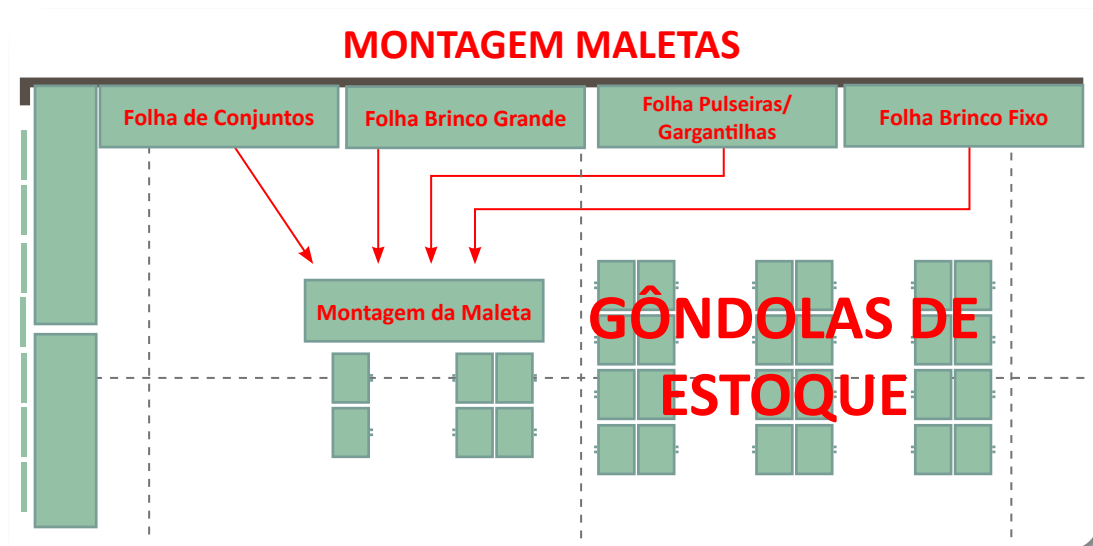 MONTAGEM MALETAS
Folha de Conjuntos
Folha Brinco Grande
Folha Pulseiras/
Gargantilhas
Folha Brinco Fixo
Montagem da Maleta
GÔNDOLAS DE
ESTOQUE